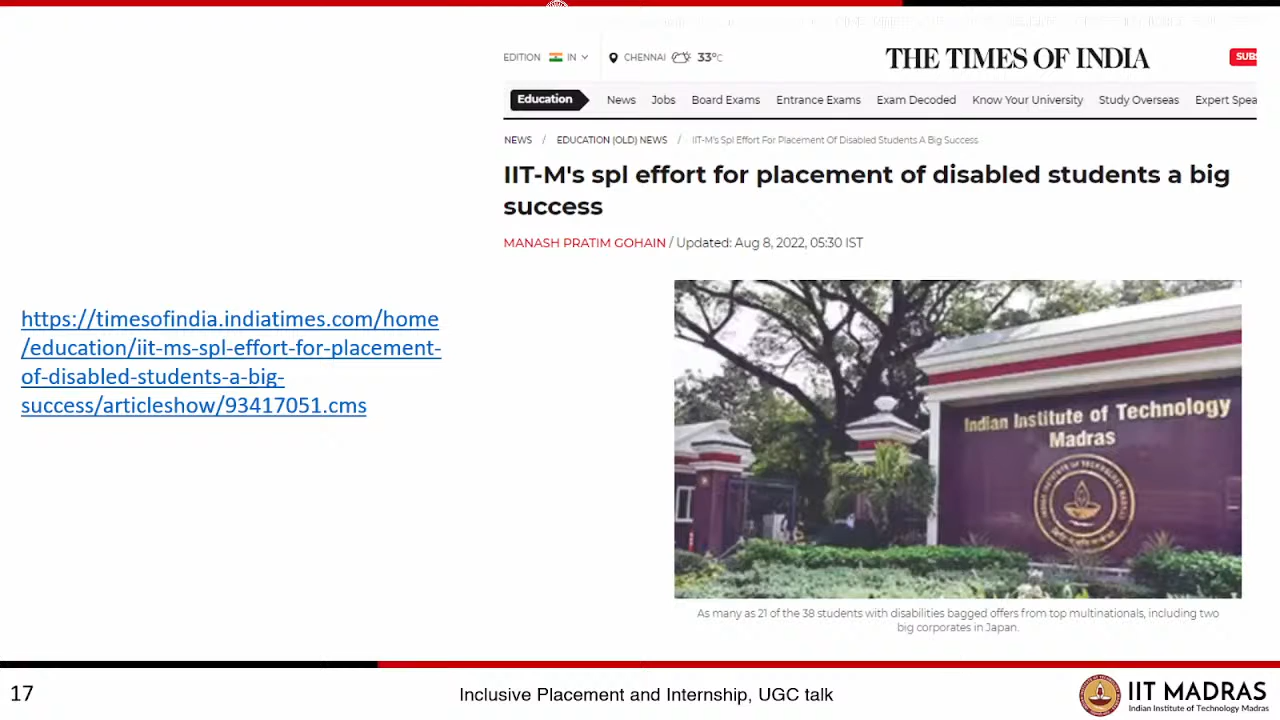 EDITION IN CHENNAI 33°C THE TIMES OF INDIA
Education News Jobs Board Exams Entrance Exams Exam Decoded Know Your University Study Overseas
NEWS / EDUCATION (OLD) NEWS / IIT-M'S Spl Effort For Placement Of Disabled Students A Big Success
IIT-M's spl effort for placement of disabled students a big
success
MANASH PRATIM GOHAIN / Updated: Aug 8, 2022, 05:30 IST
https://timesofindia.indiatimes.com/home
/education/iit-ms-spl-effort-for-placement-
of-disabled-students-a-big-
success/articleshow/93417051.cms
Indian Institute of Technology
Madras
As many as 21 of the 38 students with disabilities bagged offers from top multinationals, including two
big corporates in Japan.
17
Inclusive Placement and Internship, UGC talk
IIT MADRAS
Indian Institute of Technology Madras